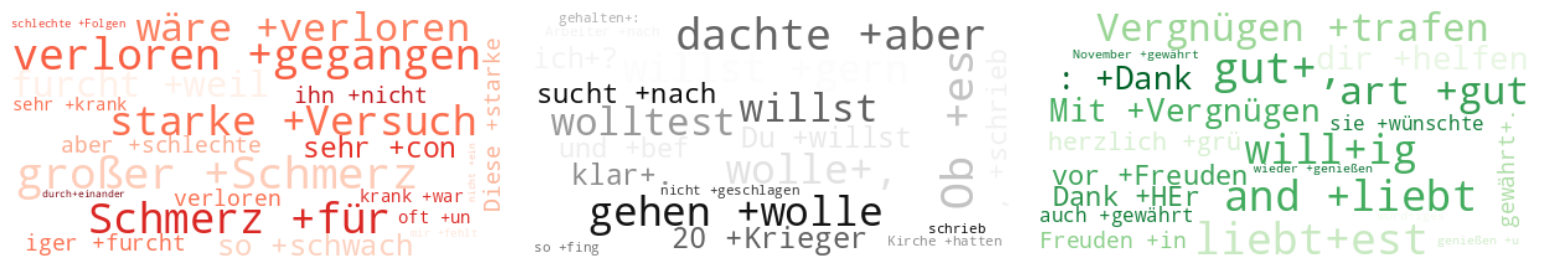 schlechte +Folgen
wäre +verloren
verloren +gegangen
furcht +weil
sehr +krank
ihn +nicht
starke +Versuch
Diese +starke
aber +schlechte
sehr +con
nicht +ein
großer +Schmerz
durch+einander
verloren
krank +war
Schmerz +für
oft +un
mir +fehlt
iger +furcht
so +schwach
gehalten+:
Arbeiter +nach
dachte +aber
ich+?
willst +gern
sucht +nach
willst
wolltest
Ob +es
, +schrieb
Du +willst
und +bef
klar+.
wolle+,
nicht +geschlagen
gehen +wolle
20 +Krieger
schrieb
so +fing
Kirche +hatten
Vergnügen +trafen
November +gewährt
dir +helfen
: +Dank
gut+,
art +gut
Mit +Vergnügen
sie +wünschte
herzlich +grü
will+ig
gewährt+.
vor +Freuden
wieder +genießen
Dank +HEr
and +liebt
auch +gewährt
Freuden +in
liebt+est
genießen +u